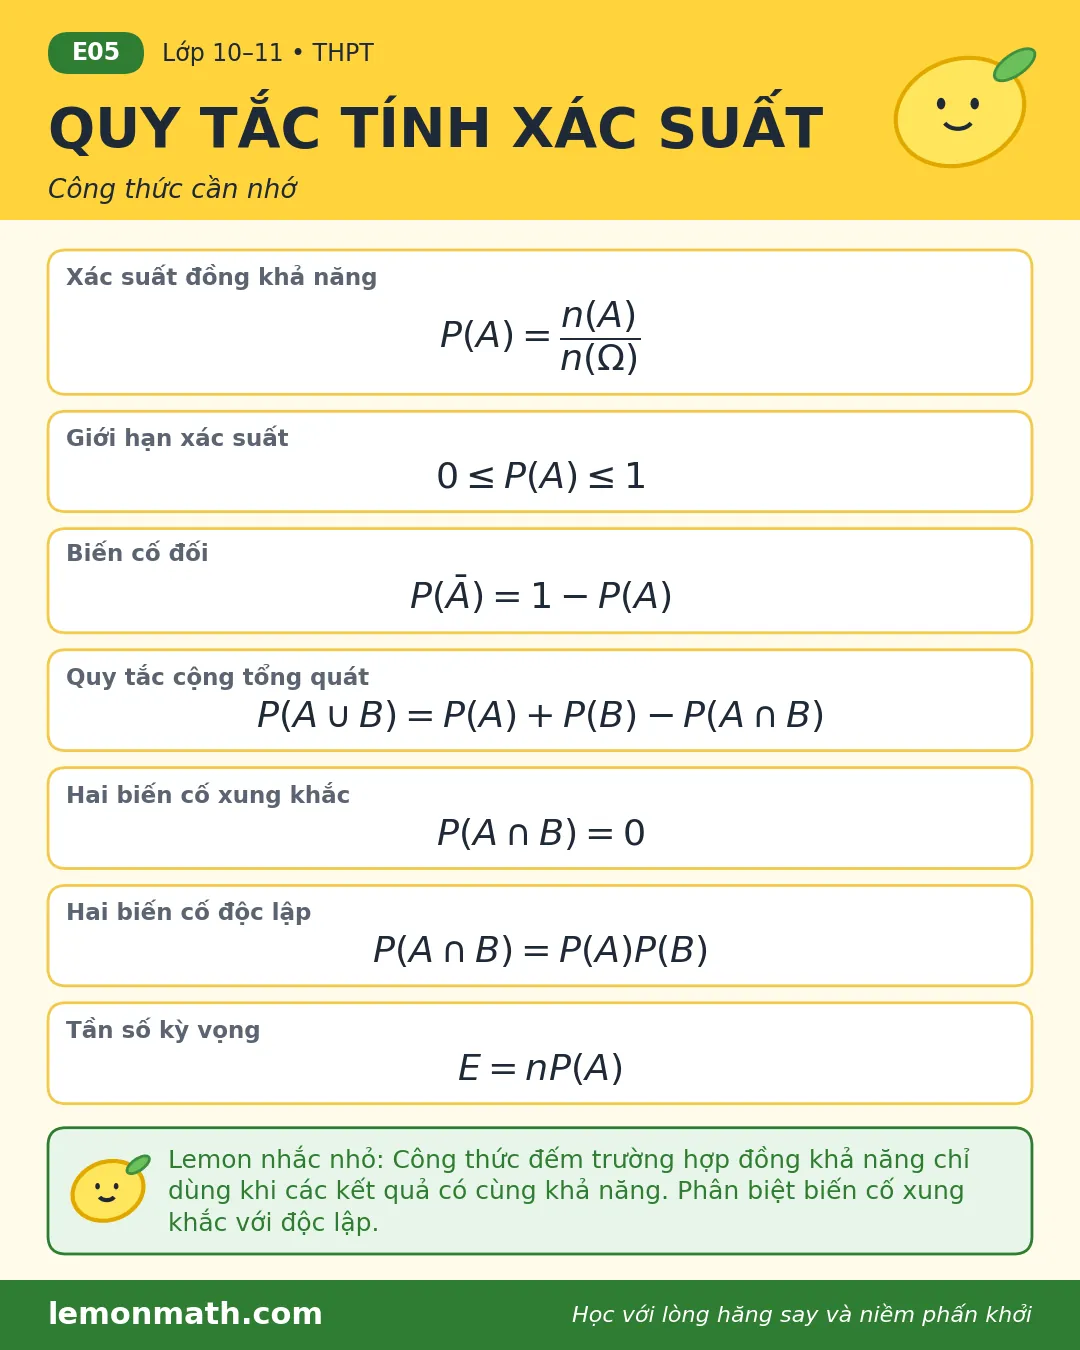 E05 Lớp 10–11 • THPT
QUY TẮC TÍNH XÁC SUẤT
Công thức cần nhớ
Xác suất đồng khả năng
P(A) = n(A)/n(Ω)
Giới hạn xác suất
0 ≤ P(A) ≤ 1
Biến cố đối
P(Ā) = 1 − P(A)
Quy tắc cộng tổng quát
P(A ∪ B) = P(A) + P(B) − P(A ∩ B)
Hai biến cố xung khắc
P(A ∩ B) = 0
Hai biến cố độc lập
P(A ∩ B) = P(A)P(B)
Tần số kỳ vọng
E = nP(A)
Lemon nhắc nhỏ: Công thức đếm trường hợp đồng khả năng chỉ
dùng khi các kết quả có cùng khả năng. Phân biệt biến cố xung
khắc với độc lập.
lemonmath.com
Học với lòng hăng say và niềm phấn khởi